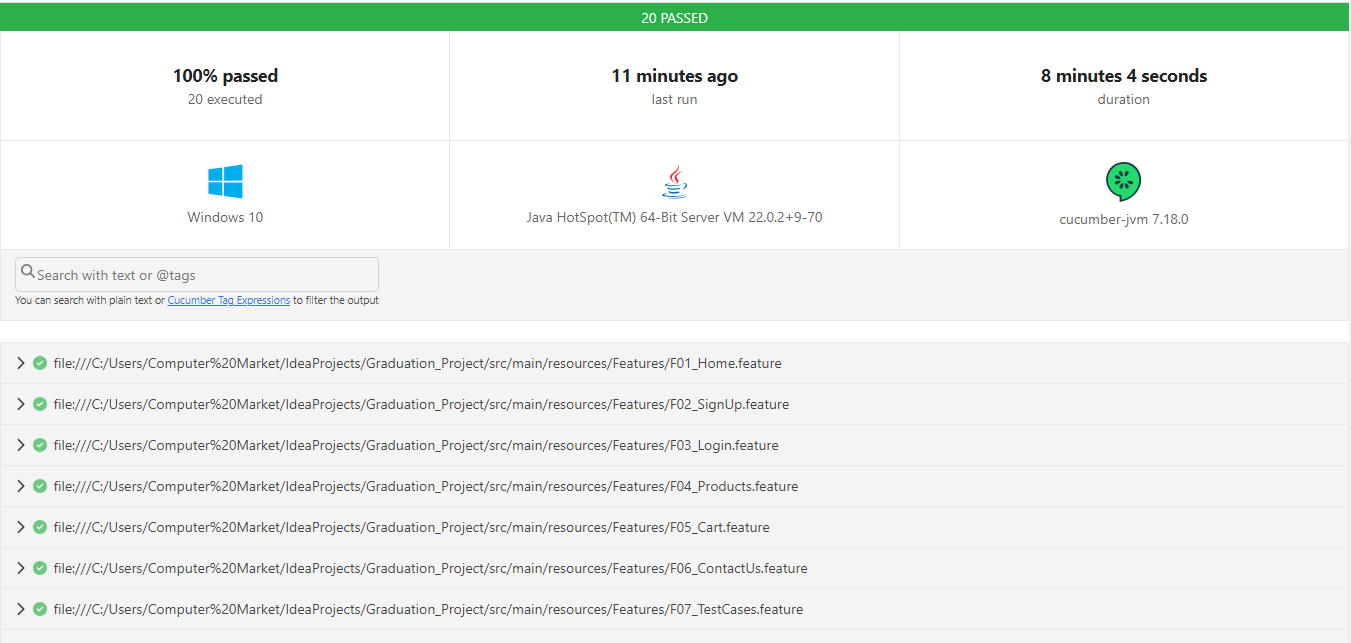 20 PASSED
100% passed
20 executed
11 minutes ago
last run
8 minutes 4 seconds
duration
Windows 10
Java HotSpot(TM) 64-Bit Server VM 22.0.2+9-70
cucumber-jvm 7.18.0
Search with text or @tags
You can search with plain text or Cucumber Tag Expressions to filter the output
file:///C:/Users/Computer%20Market/IdeaProjects/Graduation_Project/src/main/resources/Features/F01_Home.feature
file:///C:/Users/Computer%20Market/IdeaProjects/Graduation_Project/src/main/resources/Features/F02_SignUp.feature
file:///C:/Users/Computer%20Market/IdeaProjects/Graduation_Project/src/main/resources/Features/F03_Login.feature
file:///C:/Users/Computer%20Market/IdeaProjects/Graduation_Project/src/main/resources/Features/F04_Products.feature
file:///C:/Users/Computer%20Market/IdeaProjects/Graduation_Project/src/main/resources/Features/F05_Cart.feature
file:///C:/Users/Computer%20Market/IdeaProjects/Graduation_Project/src/main/resources/Features/F06_ContactUs.feature
file:///C:/Users/Computer%20Market/IdeaProjects/Graduation_Project/src/main/resources/Features/F07_TestCases.feature